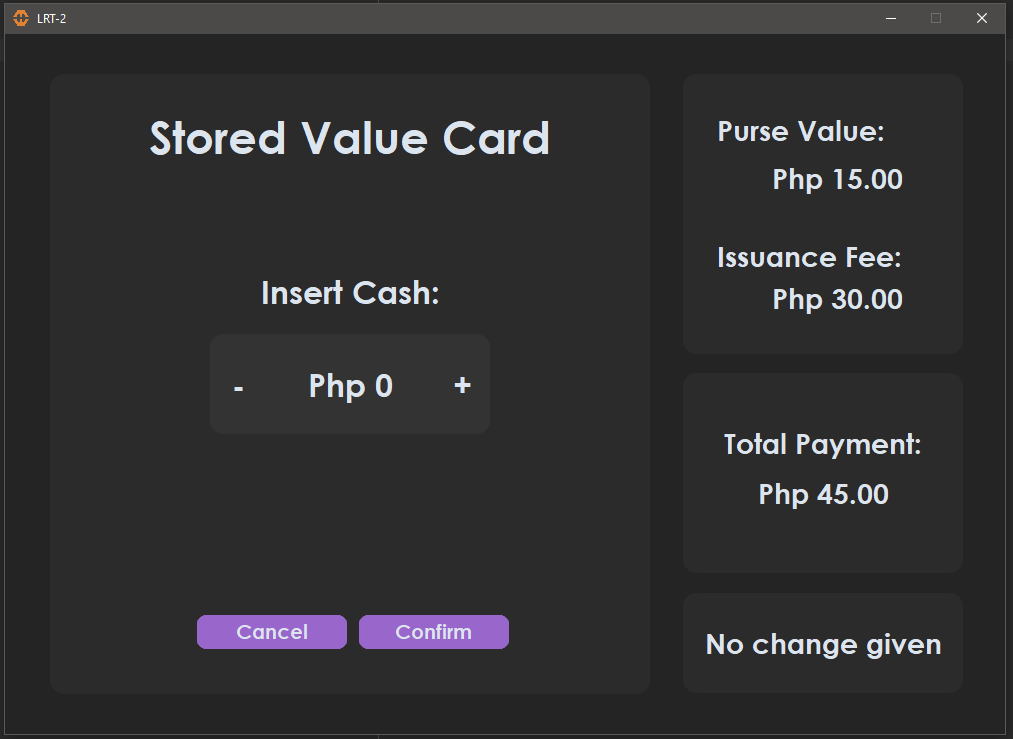 LRT-2
Stored Value Card
Insert Cash:
- Php 0 +
Cancel Confirm
Purse Value:
Php 15.00
Issuance Fee:
Php 30.00
Total Payment:
Php 45.00
No change given